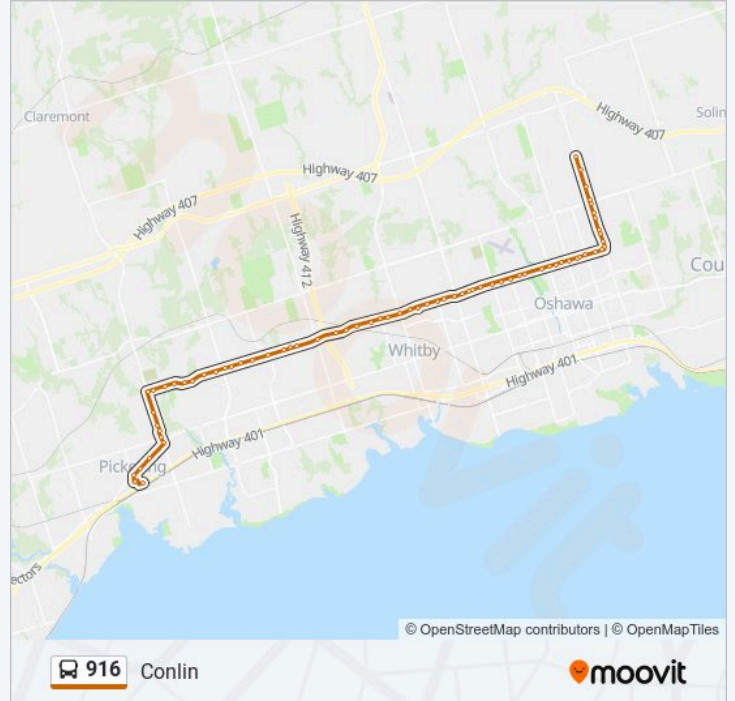 Claremont
Highway 407
Solin
Highway 407
Highway 407
Highway 412
Cou
Oshawa
Whitby
Highway 401
Highway 401
Pickering
ectors
© OpenStreetMap contributors | © OpenMapTiles
916 Conlin
moovit